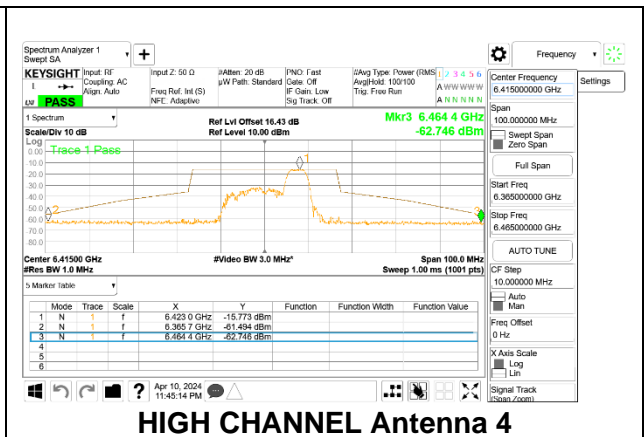 Spectrum Analyzer 1
Swept SA
+
Frequency
KEYSIGHT Input: RF Input Z: 50 Ω #Atten: 20 dB PNO: Fast #Avg Type: Power (RMS 1 2 3 4 5 6
Coupling: AC µW Path: Standard Gate: Off Avg|Hold: 100/100 A W W W W W
Align: Auto Freq Ref: Int (S) IF Gain: Low Trig: Free Run
PASS NFE: Adaptive Sig Track: Off A N N N N N
Center Frequency
6.415000000 GHz
Settings
1 Spectrum
Ref Lvl Offset 16.43 dB Mkr3 6.464 4 GHz
Scale/Div 10 dB Ref Level 10.00 dBm -62.746 dBm
Log
Trace 1 Pass
0.00
-10.0
-20.0
-30.0
-40.0
-50.0
-60.0
-70.0
-80.0
1
2
3
Center 6.41500 GHz #Video BW 3.0 MHz* Span 100.0 MHz
#Res BW 1.0 MHz Sweep 1.00 ms (1001 pts)
Span
100.000000 MHz
Swept Span
Zero Span
Full Span
Start Freq
6.365000000 GHz
Stop Freq
6.465000000 GHz
AUTO TUNE
CF Step
10.000000 MHz
Auto
Man
Freq Offset
0 Hz
X Axis Scale
Log
Lin
Signal Track
(Span Zoom)
5 Marker Table
Mode Trace Scale X Y Function Function Width Function Value
1 N 1 f 6.423 0 GHz -15.773 dBm
2 N 1 f 6.365 7 GHz -61.494 dBm
3 N 1 f 6.464 4 GHz -62.746 dBm
4
5
6
? Apr 10, 2024
11:45:14 PM
HIGH CHANNEL Antenna 4